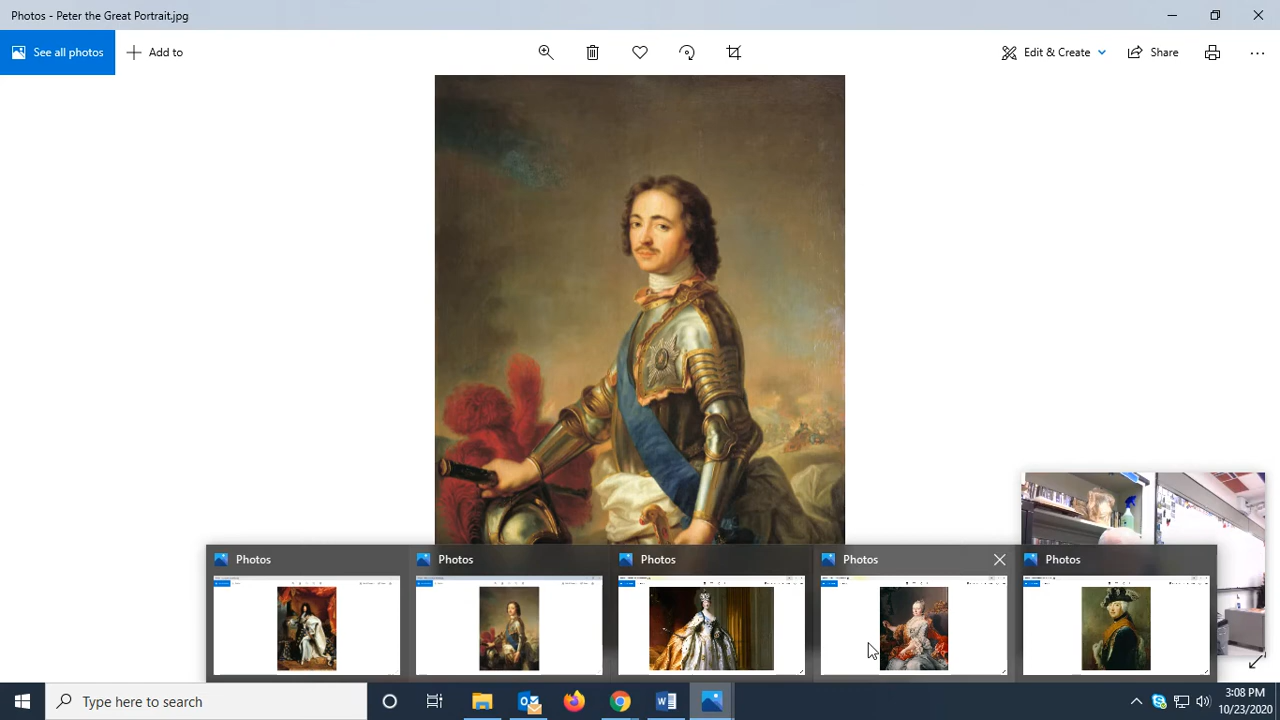 Photos - Peter the Great Portrait.jpg
See all photos
Add to
Edit & Create
Share
Photos
Photos
Photos
Photos
Photos
Type here to search
3:08 PM
10/23/2020